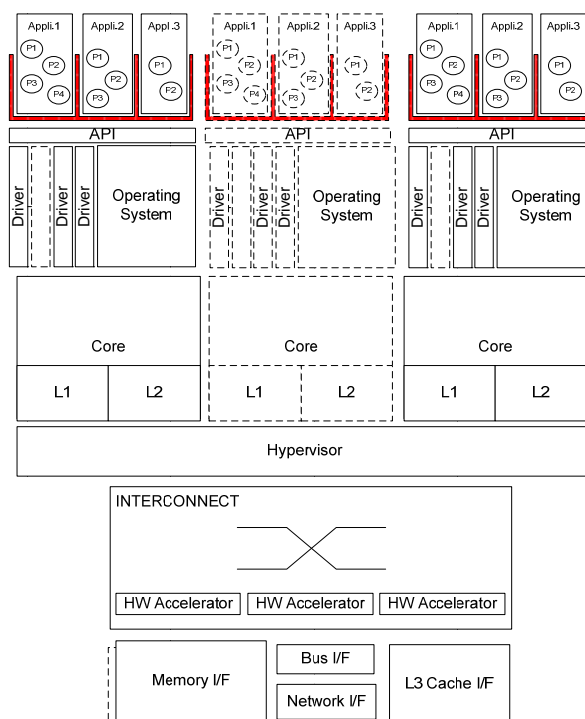 Appli.1 Appli.2 Appli.3 Appli.1 Appli.2 Appli.3 Appli.1 Appli.2 Appli.3
P1 P2 P3 P4 P1 P2 P3 P1 P2 P1 P2 P3 P4 P1 P2 P3 P1 P2 P1 P2 P3 P4 P1 P2 P3 P1 P2
API API API
Driver Driver Driver Operating System Driver Driver Driver Operating System Driver Driver Driver Operating System
Core Core Core
L1 L2 L1 L2 L1 L2
Hypervisor
INTERCONNECT
HW Accelerator HW Accelerator HW Accelerator
Memory I/F Bus I/F L3 Cache I/F
Network I/F